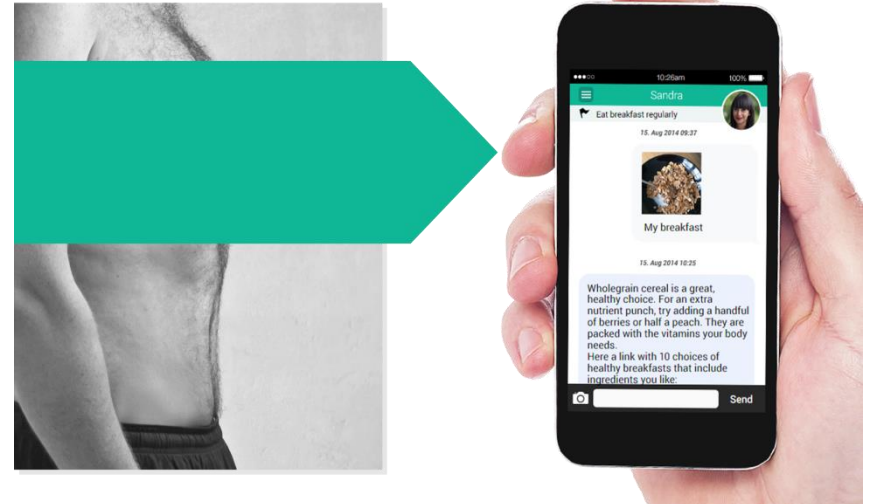 10:26am 100%
Sandra
Eat breakfast regularly
15. Aug 2014 09:37
My breakfast
15. Aug 2014 10:25
Wholegrain cereal is a great,
healthy choice. For an extra
nutrient punch, try adding a handful
of berries or half a peach. They are
packed with the vitamins your body
needs.
Here a link with 10 choices of
healthy breakfasts that include
ingredients you like:
Send